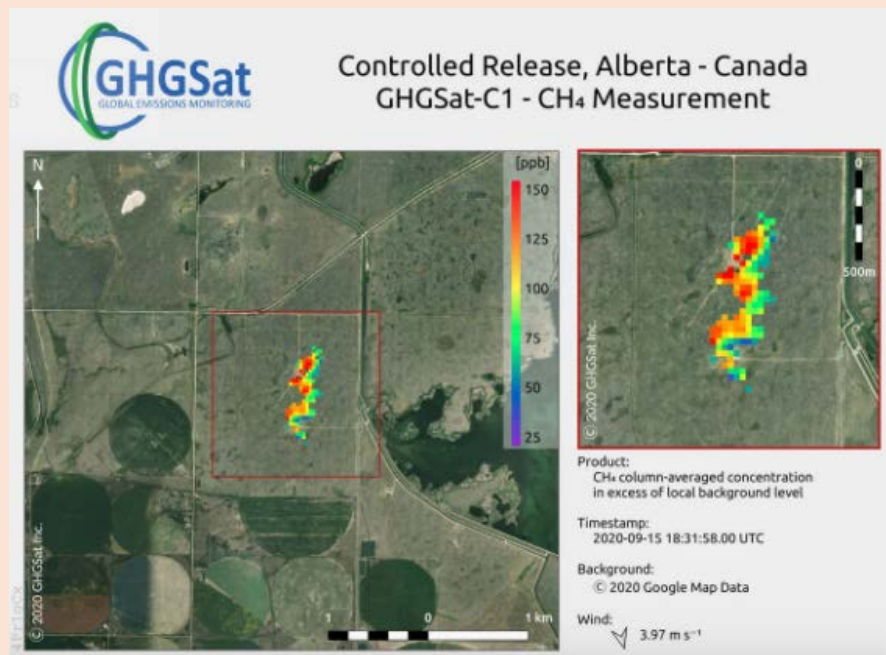 GHGSat
GLOBAL EMISSIONS MONITORING
Controlled Release, Alberta - Canada
GHGSat-C1 - CH₄ Measurement
N
[ppb]
150
125
100
75
50
25
© 2020 GHGSat Inc.
1 0 1 km
0
500m
© 2020 GHGSat Inc.
Product:
CH₄ column-averaged concentration
in excess of local background level
Timestamp:
2020-09-15 18:31:58.00 UTC
Background:
© 2020 Google Map Data
Wind:
3.97 m s⁻¹